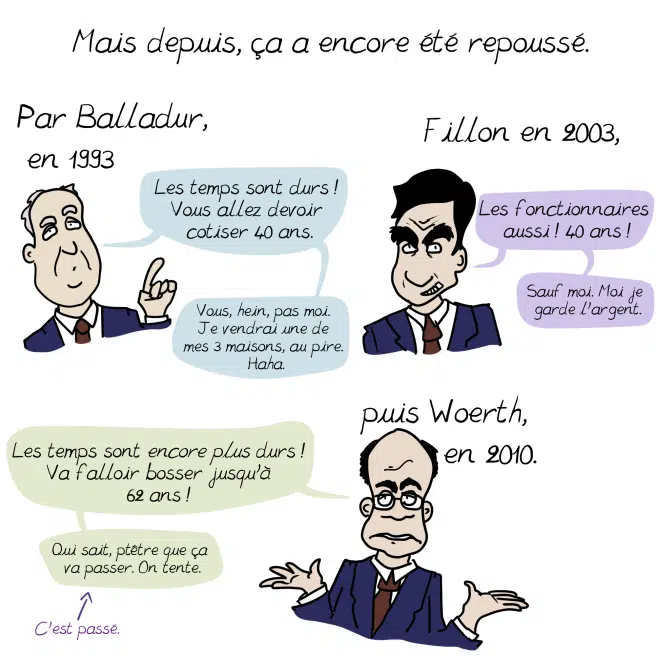 Mais depuis, ça a encore été repoussé.
Par Balladur,
en 1993
Les temps sont durs !
Vous allez devoir
cotiser 40 ans.
Vous, hein, pas moi.
Je vendrai une de
mes 3 maisons, au pire.
Haha.
Fillon en 2003,
Les fonctionnaires
aussi ! 40 ans !
Sauf moi. Moi je
garde l'argent.
puis Woerth,
en 2010.
Les temps sont encore plus durs !
Va falloir bosser jusqu'à
62 ans !
Qui sait, ptêtre que ça
va passer. On tente.
C'est passé.